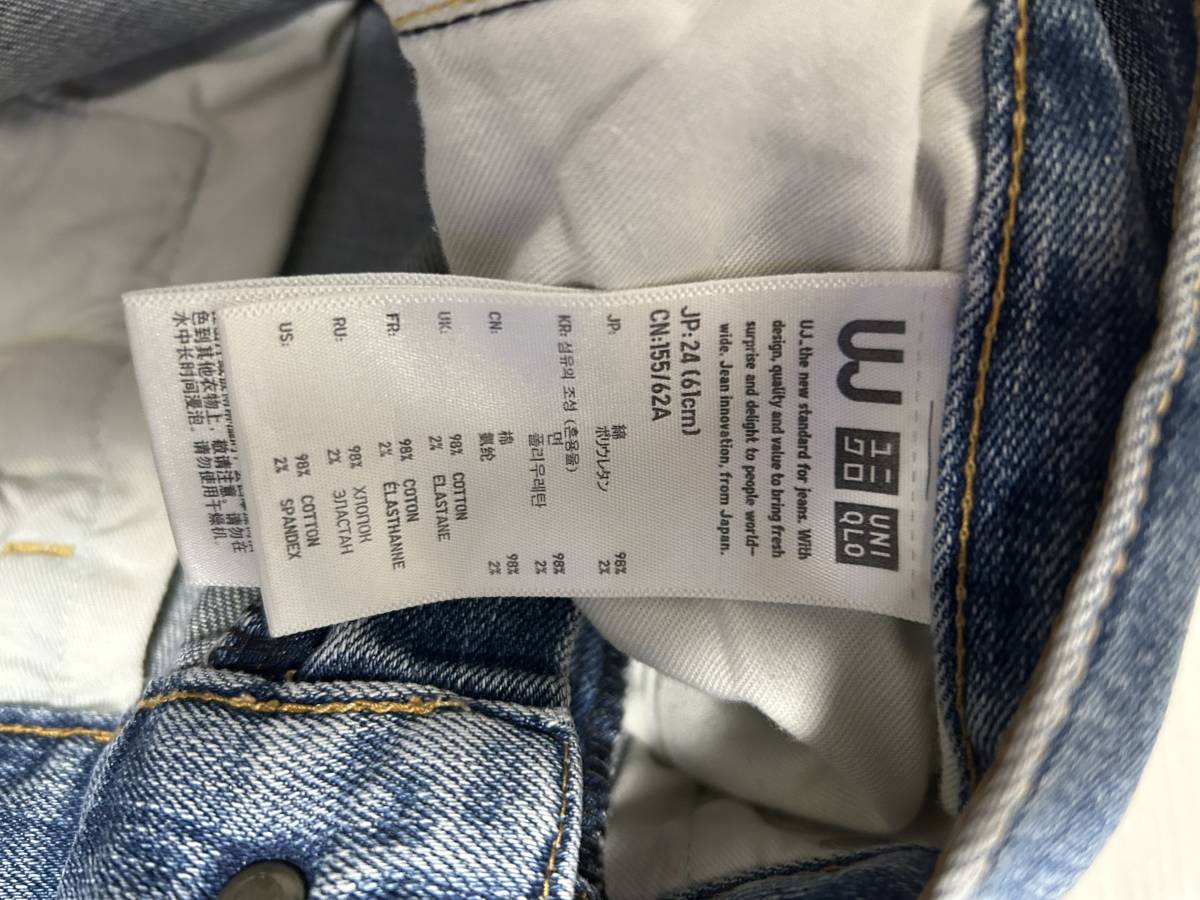 UJ
ユニ
クロ
UNI
QLO
UJ_the new standard for jeans. With
design, quality and value to bring fresh
surprise and delight to people world-
wide. Jean innovation, from Japan.
JP: 24 (61cm)
CN:155/62A
JP: 綿 98%
ポリウレタン 2%
KR: 섬유의 조성 (혼용율)
면 98%
폴리우레탄 2%
CN: 棉 98%
氨纶 2%
UK: 98% COTTON
2% ELASTANE
FR: 98% COTON
2% ÉLASTHANNE
RU: 98% ХЛОПОК
2% ЭЛАСТАН
US: 98% COTTON
2% SPANDEX
色到其他衣物上，敬请注意。请勿在
水中长时间浸泡。请勿使用干燥机.